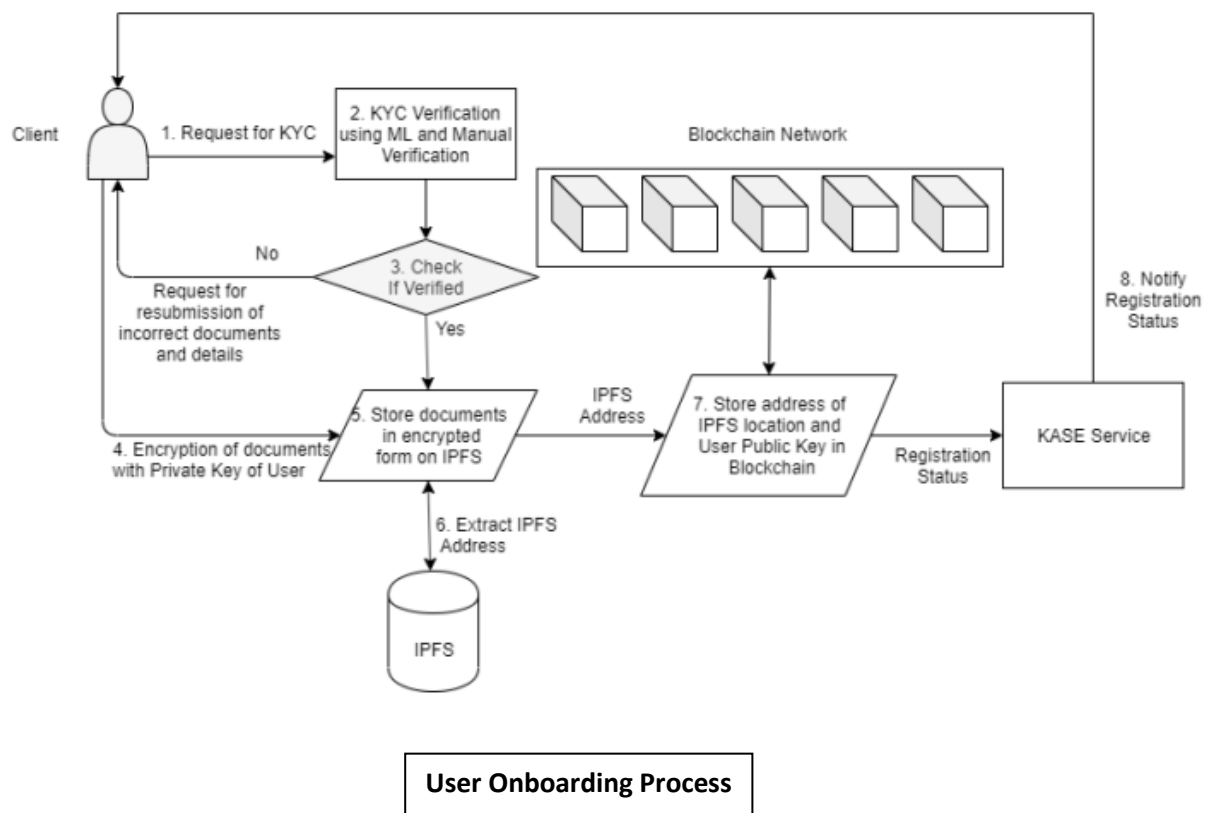 Client
1. Request for KYC
2. KYC Verification
using ML and Manual
Verification
Blockchain Network
No
3. Check
If Verified
Request for
resubmission of
incorrect documents
and details
Yes
8. Notify
Registration
Status
4. Encryption of documents
with Private Key of User
5. Store documents
in encrypted
form on IPFS
IPFS
Address
7. Store address of
IPFS location and
User Public Key in
Blockchain
Registration
Status
KASE Service
6. Extract IPFS
Address
IPFS
User Onboarding Process